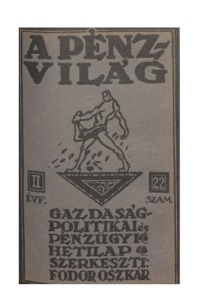 A PÉNZ-
VILÁG
II 22
ÉVF. SZÁM
GAZDASÁG-
POLITIKAI és
PÉNZÜGYI
HETILAP
SZERKESZTI:
FODOR OSZKÁR